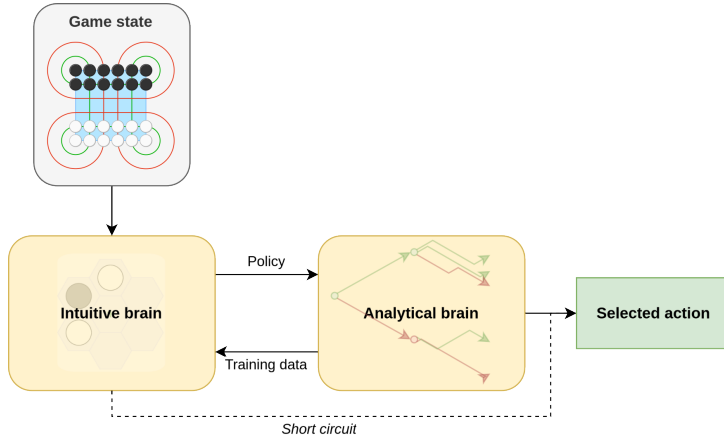 Game state
Policy
Intuitive brain
Analytical brain
Selected action
Training data
Short circuit